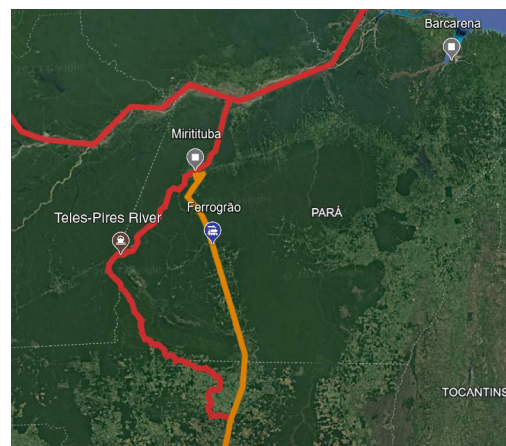 Barcarena
Miritituba
Ferrogrão
PARÁ
Teles-Pires River
TOCANTINS